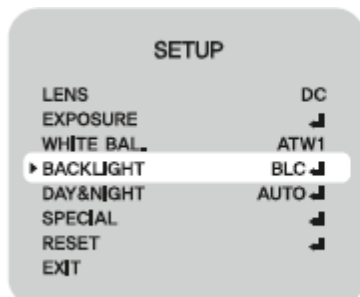 SETUP
LENS DC
EXPOSURE ↲
WHITE BAL. ATW1
▸ BACKLIGHT BLC ↲
DAY&NIGHT AUTO ↲
SPECIAL ↲
RESET ↲
EXIT